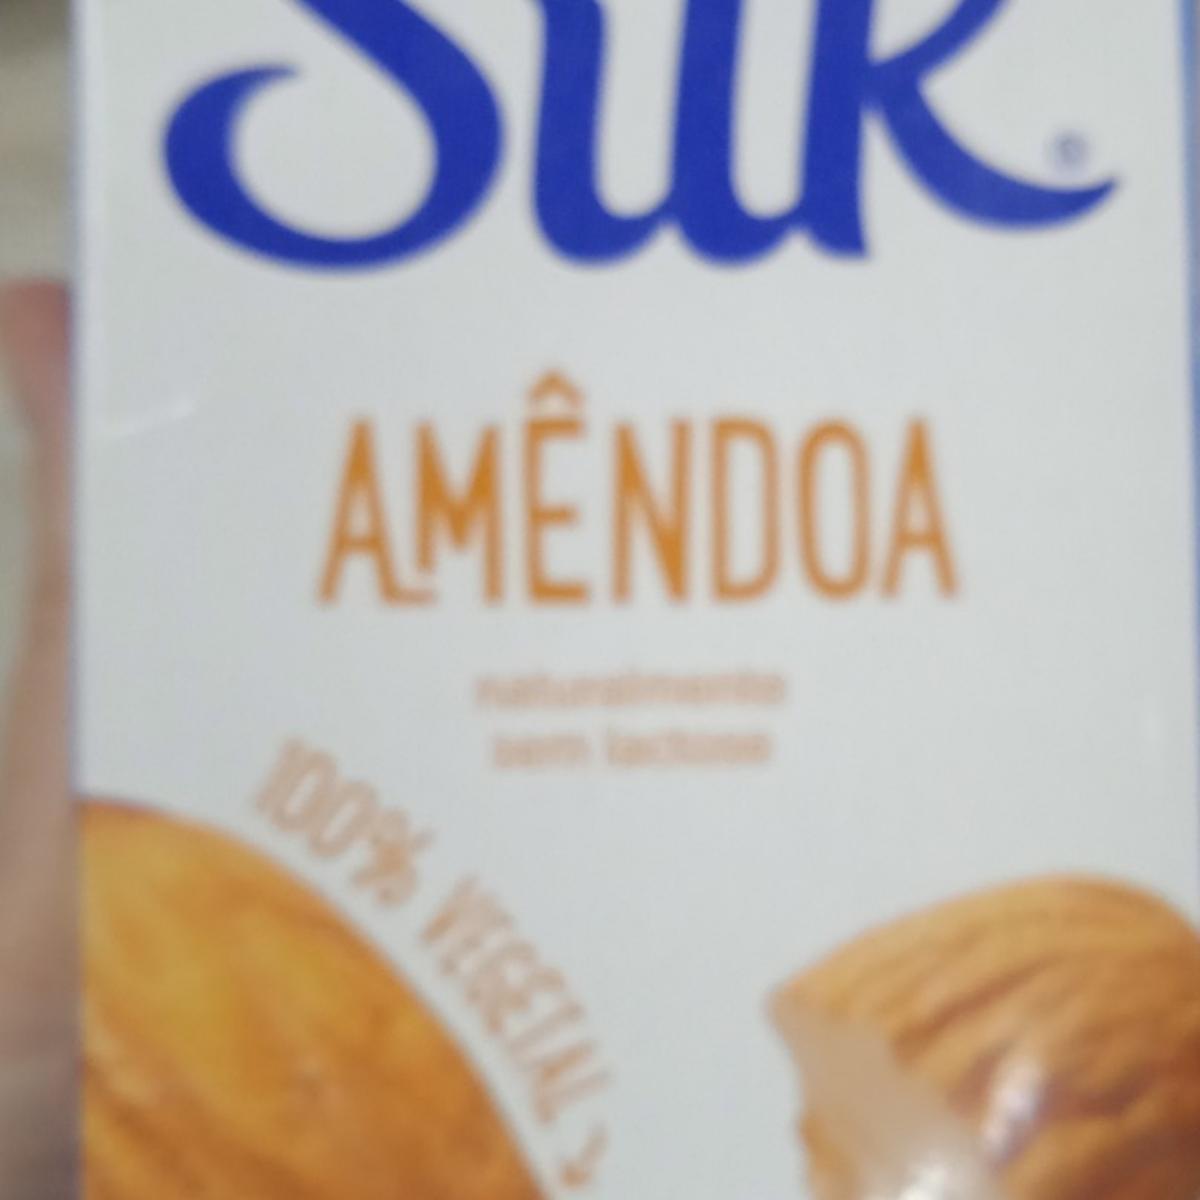 Silk
AMÊNDOA
naturalmente
sem lactose
100% VEGETAL